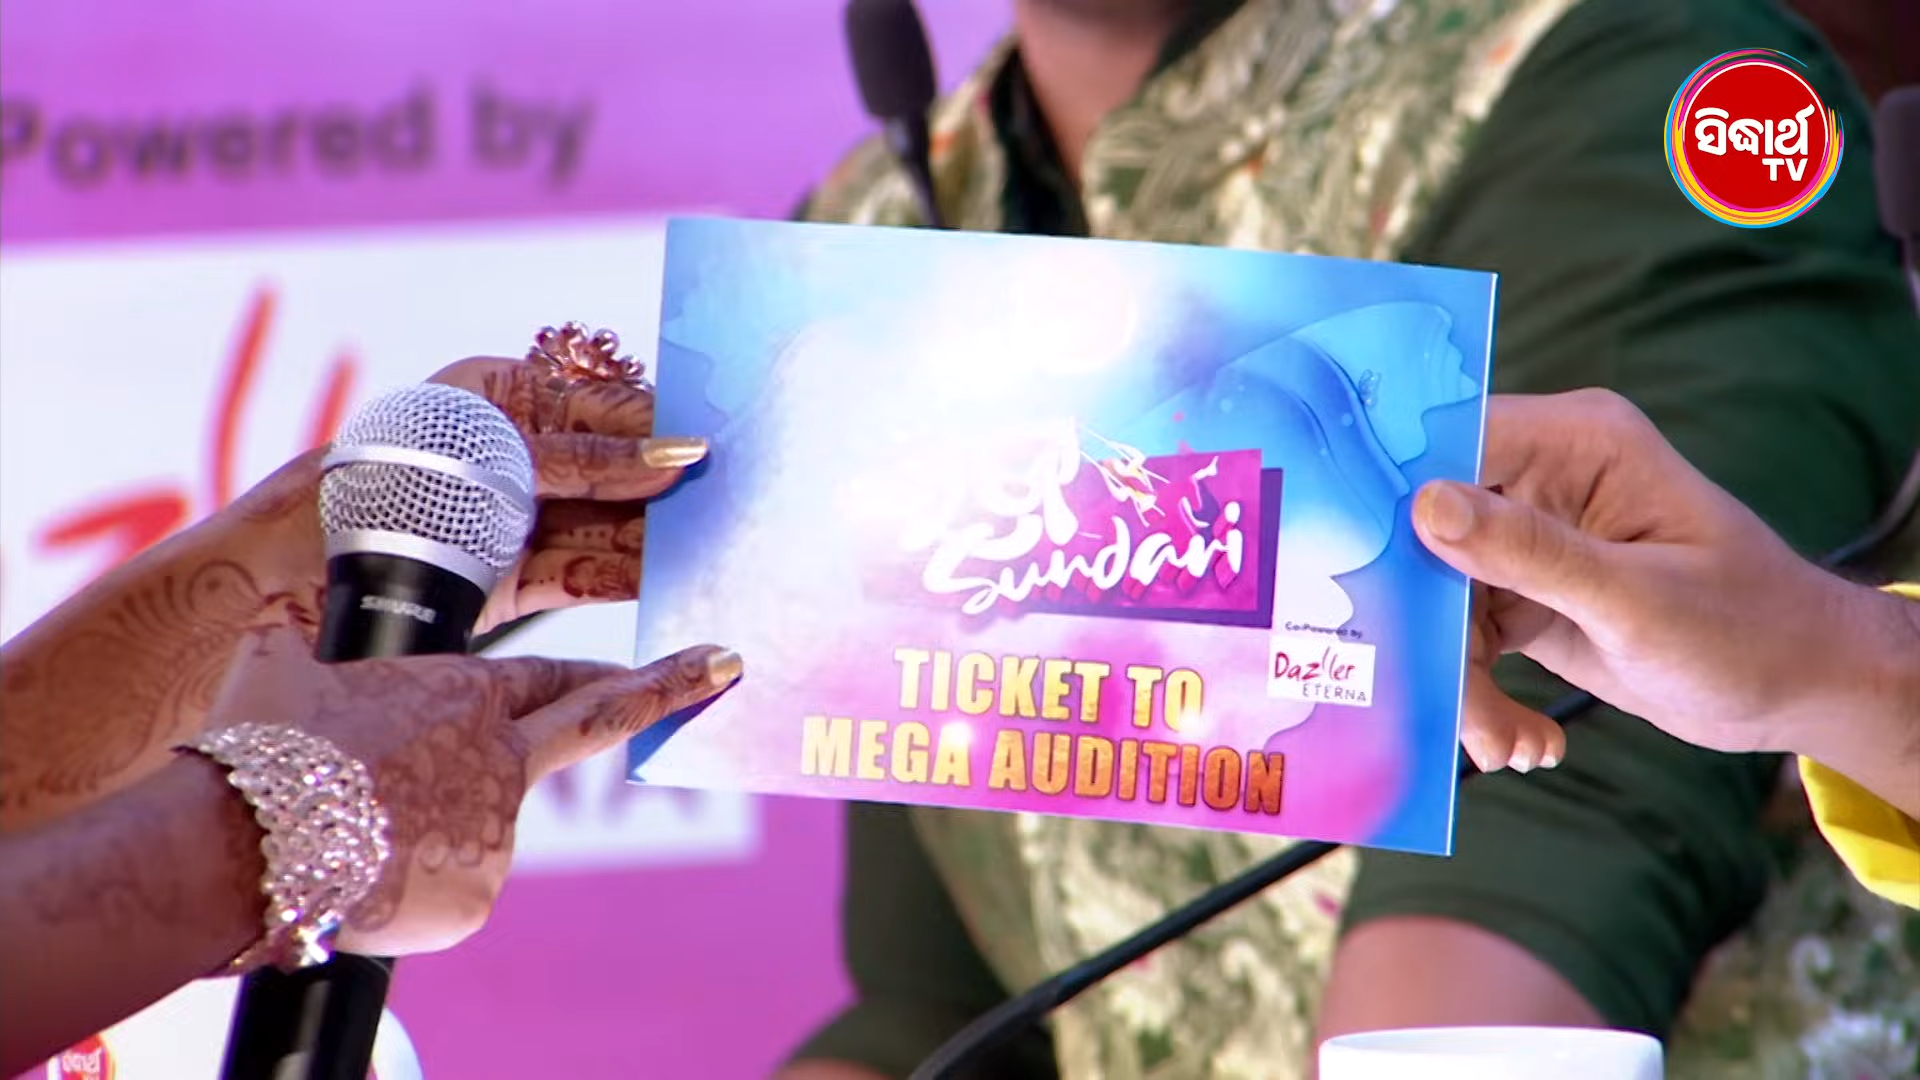 Powered by
ସିଦ୍ଧାର୍ଥ
TV
ଶ୍ରୀ
Sundari
Co-Powered By
Dazller
ETERNA
TICKET TO
MEGA AUDITION
SHURE